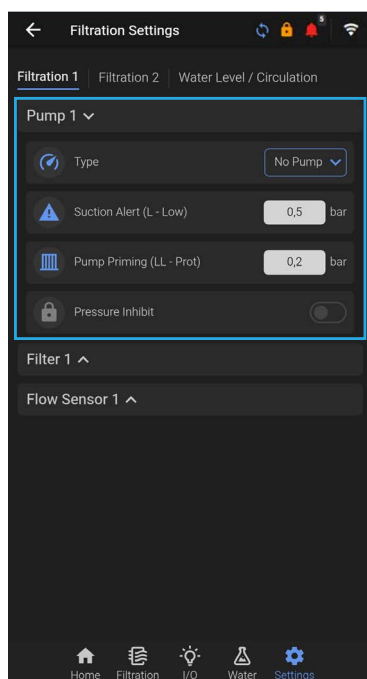 Filtration Settings
5
Filtration 1 Filtration 2 Water Level / Circulation
Pump 1
Type No Pump
Suction Alert (L - Low) 0,5 bar
Pump Priming (LL - Prot) 0,2 bar
Pressure Inhibit
Filter 1
Flow Sensor 1
Home Filtration I/O Water Settings